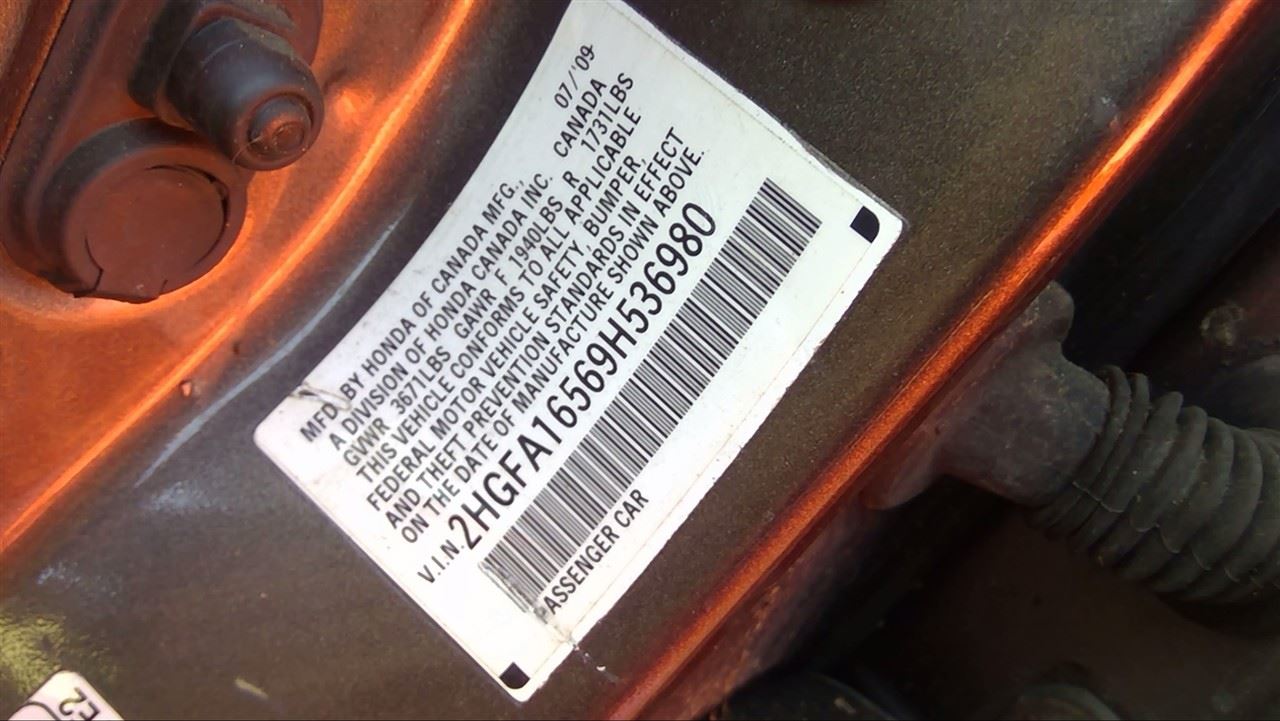 MFD. BY HONDA OF CANADA MFG., 07/'09
A DIVISION OF HONDA CANADA INC. CANADA
GVWR 3671LBS GAWR F 1940LBS R 1731LBS
THIS VEHICLE CONFORMS TO ALL APPLICABLE
FEDERAL MOTOR VEHICLE SAFETY, BUMPER,
AND THEFT PREVENTION STANDARDS IN EFFECT
ON THE DATE OF MANUFACTURE SHOWN ABOVE.
V.I.N. 2HGFA16569H536980
PASSENGER CAR